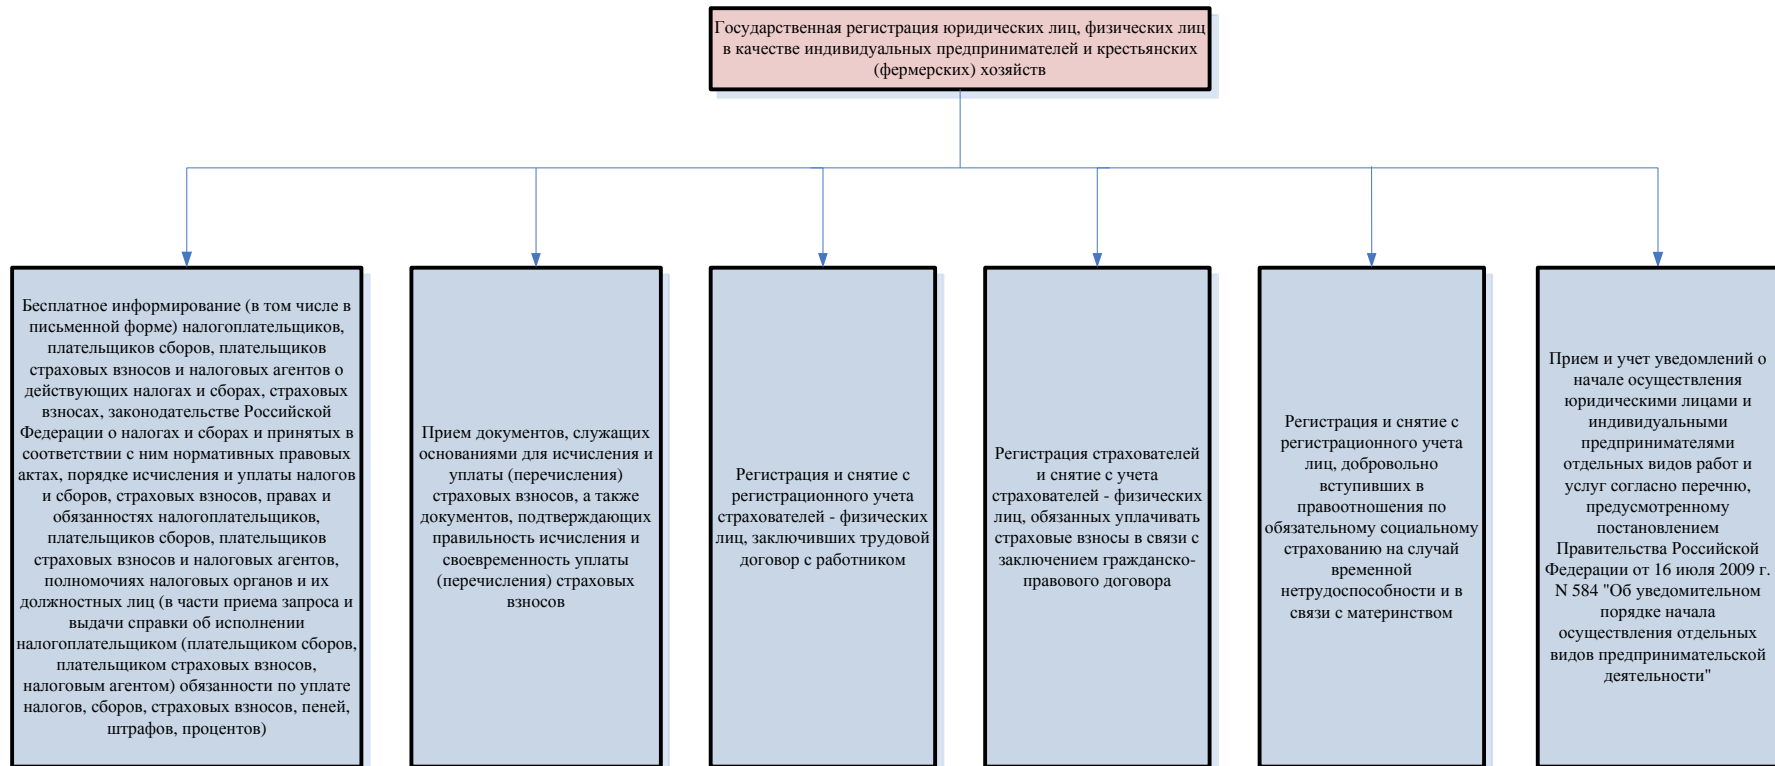 Государственная регистрация юридических лиц, физических лиц
в качестве индивидуальных предпринимателей и крестьянских
(фермерских) хозяйств
Бесплатное информирование (в том числе в
письменной форме) налогоплательщиков,
плательщиков сборов, плательщиков
страховых взносов и налоговых агентов о
действующих налогах и сборах, страховых
взносах, законодательстве Российской
Федерации о налогах и сборах и принятых в
соответствии с ним нормативных правовых
актах, порядке исчисления и уплаты налогов
и сборов, страховых взносов, правах и
обязанностях налогоплательщиков,
плательщиков сборов, плательщиков
страховых взносов и налоговых агентов,
полномочиях налоговых органов и их
должностных лиц (в части приема запроса и
выдачи справки об исполнении
налогоплательщиком (плательщиком сборов,
плательщиком страховых взносов,
налоговым агентом) обязанности по уплате
налогов, сборов, страховых взносов, пеней,
штрафов, процентов)
Прием документов, служащих
основаниями для исчисления и
уплаты (перечисления)
страховых взносов, а также
документов, подтверждающих
правильность исчисления и
своевременность уплаты
(перечисления) страховых
взносов
Регистрация и снятие с
регистрационного учета
страхователей - физических
лиц, заключивших трудовой
договор с работником
Регистрация страхователей
и снятие с учета
страхователей - физических
лиц, обязанных уплачивать
страховые взносы в связи с
заключением гражданско-
правового договора
Регистрация и снятие с
регистрационного учета
лиц, добровольно
вступивших в
правоотношения по
обязательному социальному
страхованию на случай
временной
нетрудоспособности и в
связи с материнством
Прием и учет уведомлений о
начале осуществления
юридическими лицами и
индивидуальными
предпринимателями
отдельных видов работ и
услуг согласно перечню,
предусмотренному
постановлением
Правительства Российской
Федерации от 16 июля 2009 г.
N 584 "Об уведомительном
порядке начала
осуществления отдельных
видов предпринимательской
деятельности"